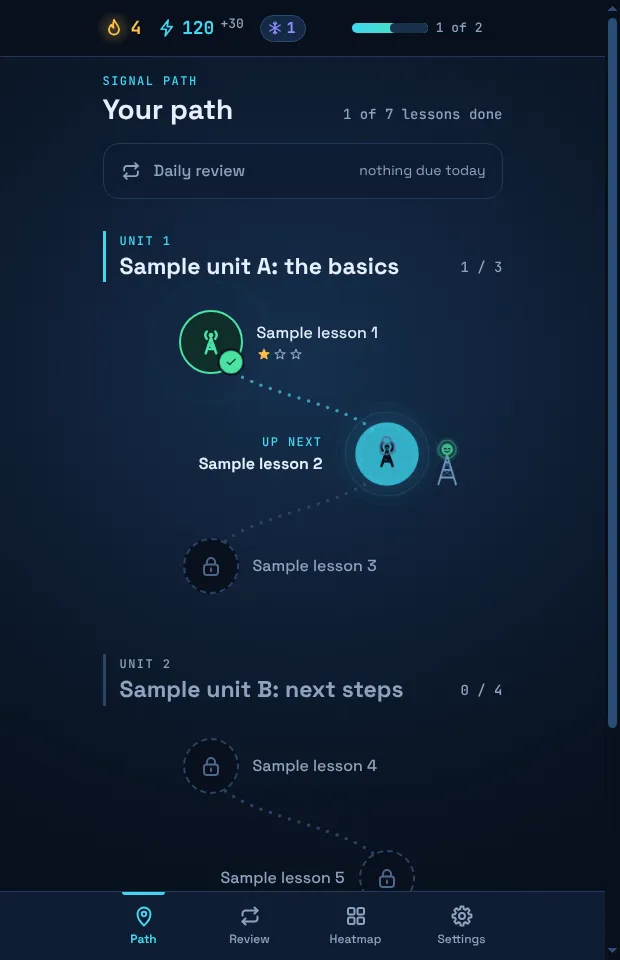 4 120 +30 1 1 of 2
SIGNAL PATH
Your path 1 of 7 lessons done
Daily review nothing due today
UNIT 1
Sample unit A: the basics 1 / 3
Sample lesson 1
UP NEXT
Sample lesson 2
Sample lesson 3
UNIT 2
Sample unit B: next steps 0 / 4
Sample lesson 4
Sample lesson 5
Path Review Heatmap Settings